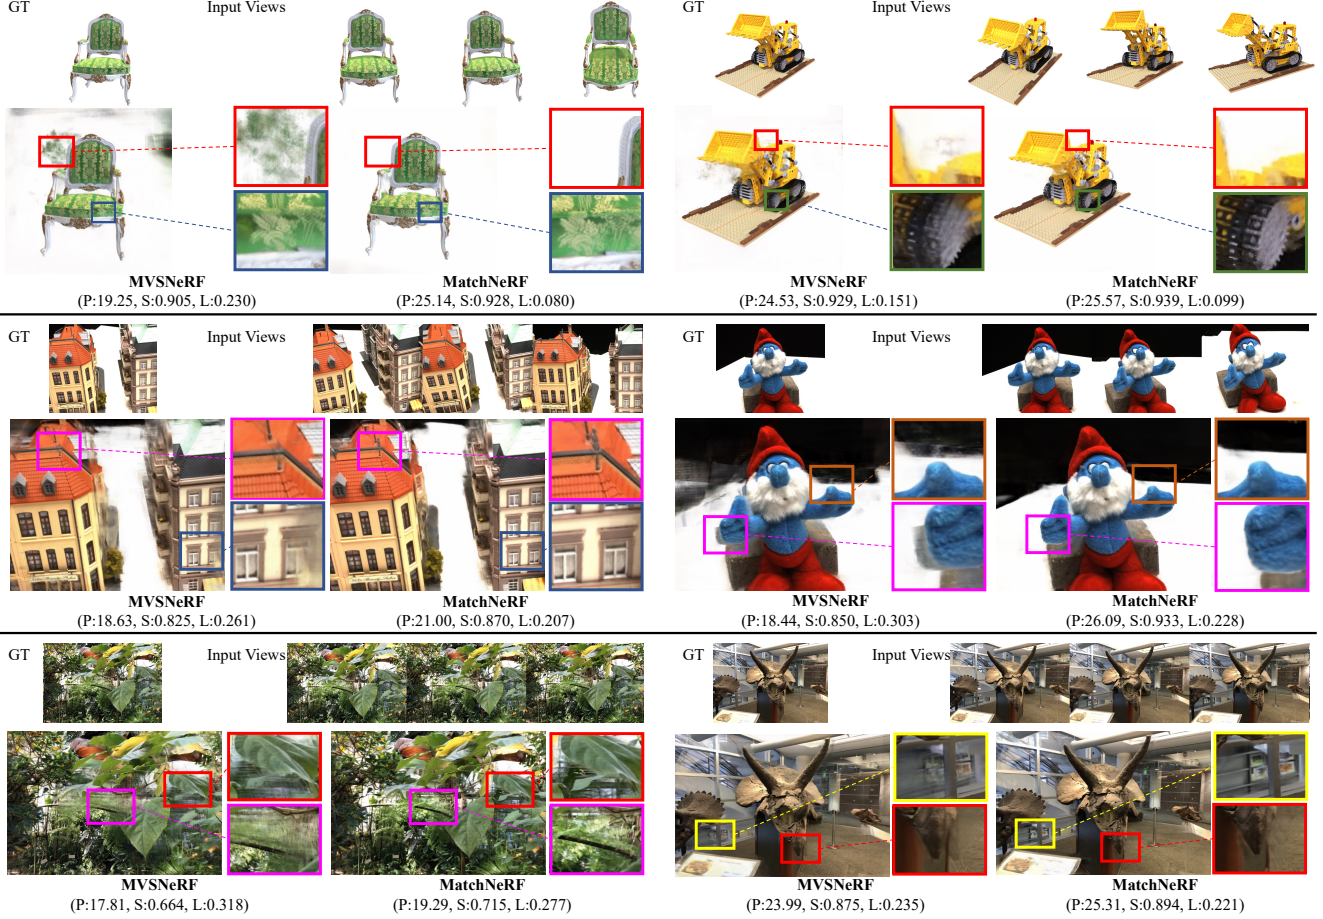 GT
Input Views
GT
Input Views
MVSNeRF
(P:19.25, S:0.905, L:0.230)
MatchNeRF
(P:25.14, S:0.928, L:0.080)
MVSNeRF
(P:24.53, S:0.929, L:0.151)
MatchNeRF
(P:25.57, S:0.939, L:0.099)
GT
Input Views
GT
Input Views
MVSNeRF
(P:18.63, S:0.825, L:0.261)
MatchNeRF
(P:21.00, S:0.870, L:0.207)
MVSNeRF
(P:18.44, S:0.850, L:0.303)
MatchNeRF
(P:26.09, S:0.933, L:0.228)
GT
Input Views
GT
Input Views
MVSNeRF
(P:17.81, S:0.664, L:0.318)
MatchNeRF
(P:19.29, S:0.715, L:0.277)
MVSNeRF
(P:23.99, S:0.875, L:0.235)
MatchNeRF
(P:25.31, S:0.894, L:0.221)